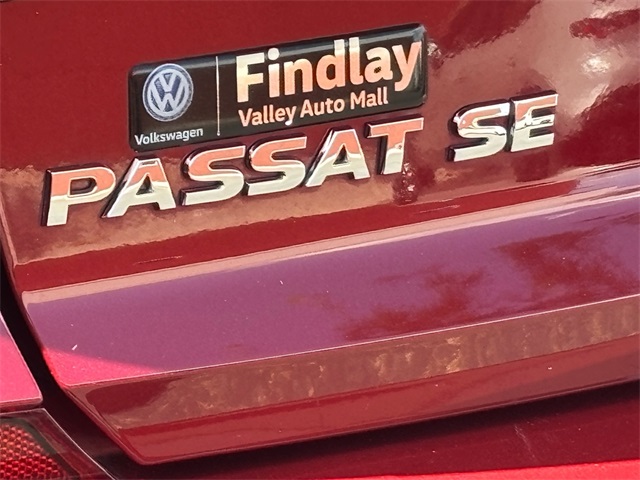 Findlay
Valley Auto Mall
Volkswagen
PASSAT SE